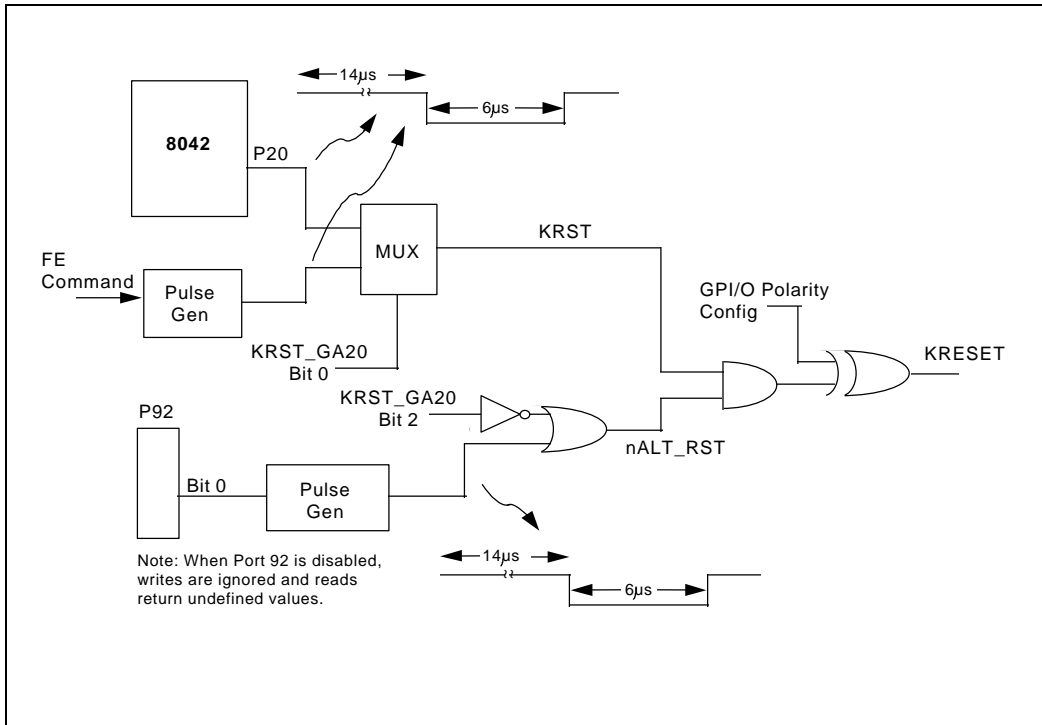 14µs
6µs
8042
P20
KRST
MUX
FE
Command
Pulse
Gen
GPI/O Polarity
Config
KRST_GA20
Bit 0
KRESET
KRST_GA20
Bit 2
P92
nALT_RST
Bit 0
Pulse
Gen
14µs
6µs
Note: When Port 92 is disabled,
writes are ignored and reads
return undefined values.